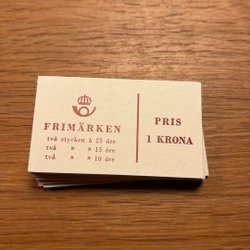 FRIMÄRKEN
två stycken à 25 öre
två » » 15 öre
två » » 10 öre
PRIS
1 KRONA